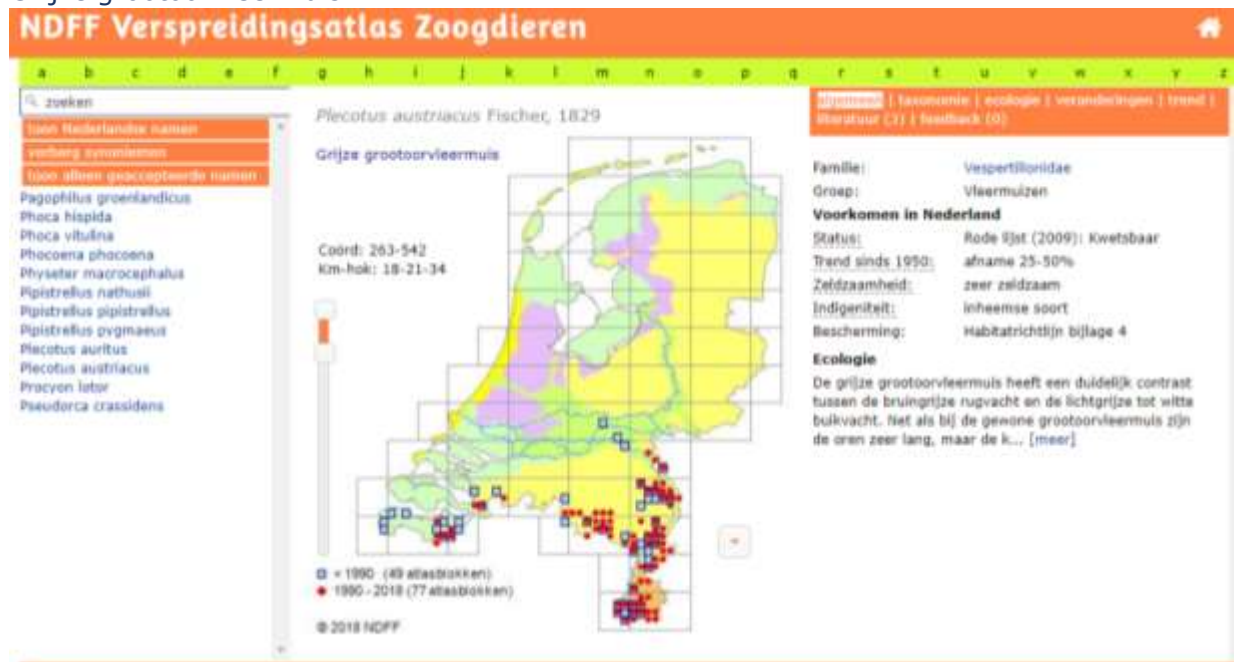 NDFF Verspreidingsatlas Zoogdieren
a b c d e f g h i j k l m n o p q r s t u v w x y z
zoeken
toon Nederlandse namen
verberg synoniemen
toon alleen geaccepteerde namen
Pagophilus groenlandicus
Phoca hispida
Phoca vitulina
Phocoena phocoena
Physeter macrocephalus
Pipistrellus nathusii
Pipistrellus pipistrellus
Pipistrellus pygmaeus
Plecotus auritus
Plecotus austriacus
Procyon lotor
Pseudorca crassidens
Plecotus austriacus Fischer, 1829
Grijze grootoorvleermuis
Coörd: 263-542
Km-hok: 18-21-34
< 1990 (49 atlasblokken)
1990 - 2018 (77 atlasblokken)
© 2018 NDFF
algemeen | taxonomie | ecologie | veranderingen | trend |
literatuur (3) | feedback (0)
Familie: Vespertilionidae
Groep: Vleermuizen
Voorkomen in Nederland
Status: Rode lijst (2009): Kwetsbaar
Trend sinds 1950: afname 25-50%
Zeldzaamheid: zeer zeldzaam
Indigeniteit: inheemse soort
Bescherming: Habitatrichtlijn bijlage 4
Ecologie
De grijze grootoorvleermuis heeft een duidelijk contrast
tussen de bruingrijze rugvacht en de lichtgrijze tot witte
buikvacht. Net als bij de gewone grootoorvleermuis zijn
de oren zeer lang, maar de k... [meer]